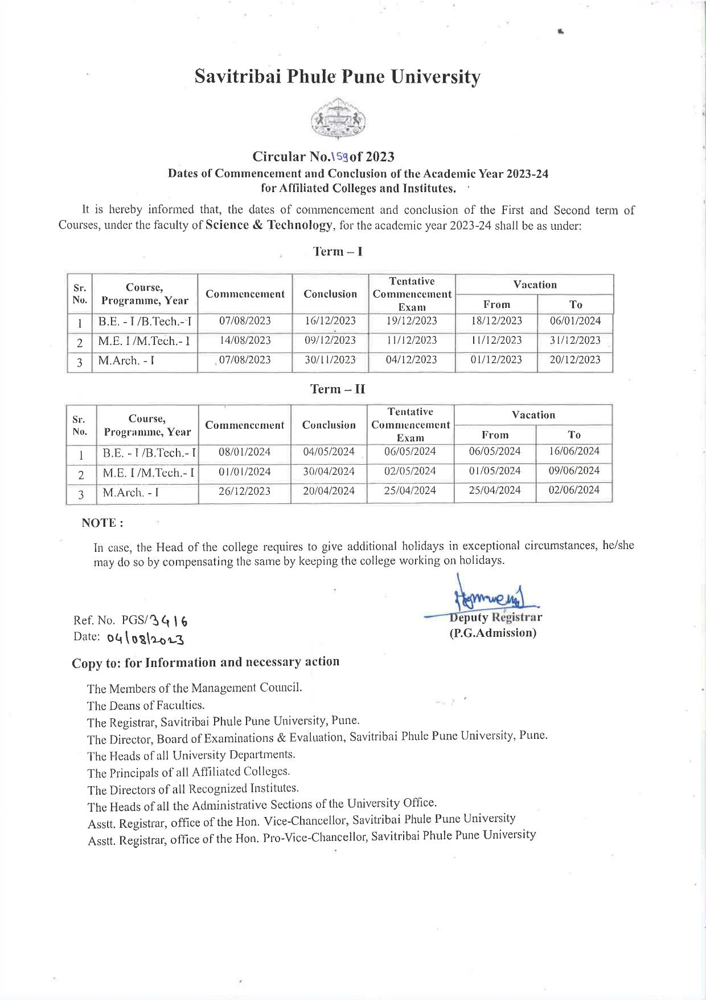 Savitribai Phule Pune University
Circular No.159 of 2023
Dates of Commencement and Conclusion of the Academic Year 2023-24
for Affiliated Colleges and Institutes.
It is hereby informed that, the dates of commencement and conclusion of the First and Second term of
Courses, under the faculty of Science & Technology, for the academic year 2023-24 shall be as under:
Term – I
Sr. No. Course, Programme, Year Commencement Conclusion Tentative Commencement Exam Vacation From To
1 B.E. - I /B.Tech.- I 07/08/2023 16/12/2023 19/12/2023 18/12/2023 06/01/2024
2 M.E. I /M.Tech.- I 14/08/2023 09/12/2023 11/12/2023 11/12/2023 31/12/2023
3 M.Arch. - I 07/08/2023 30/11/2023 04/12/2023 01/12/2023 20/12/2023
Term – II
Sr. No. Course, Programme, Year Commencement Conclusion Tentative Commencement Exam Vacation From To
1 B.E. - I /B.Tech.- I 08/01/2024 04/05/2024 06/05/2024 06/05/2024 16/06/2024
2 M.E. I /M.Tech.- I 01/01/2024 30/04/2024 02/05/2024 01/05/2024 09/06/2024
3 M.Arch. - I 26/12/2023 20/04/2024 25/04/2024 25/04/2024 02/06/2024
NOTE :
In case, the Head of the college requires to give additional holidays in exceptional circumstances, he/she
may do so by compensating the same by keeping the college working on holidays.
Deputy Registrar
(P.G.Admission)
Ref. No. PGS/3416
Date: 04/08/2023
Copy to: for Information and necessary action
The Members of the Management Council.
The Deans of Faculties.
The Registrar, Savitribai Phule Pune University, Pune.
The Director, Board of Examinations & Evaluation, Savitribai Phule Pune University, Pune.
The Heads of all University Departments.
The Principals of all Affiliated Colleges.
The Directors of all Recognized Institutes.
The Heads of all the Administrative Sections of the University Office.
Asstt. Registrar, office of the Hon. Vice-Chancellor, Savitribai Phule Pune University
Asstt. Registrar, office of the Hon. Pro-Vice-Chancellor, Savitribai Phule Pune University